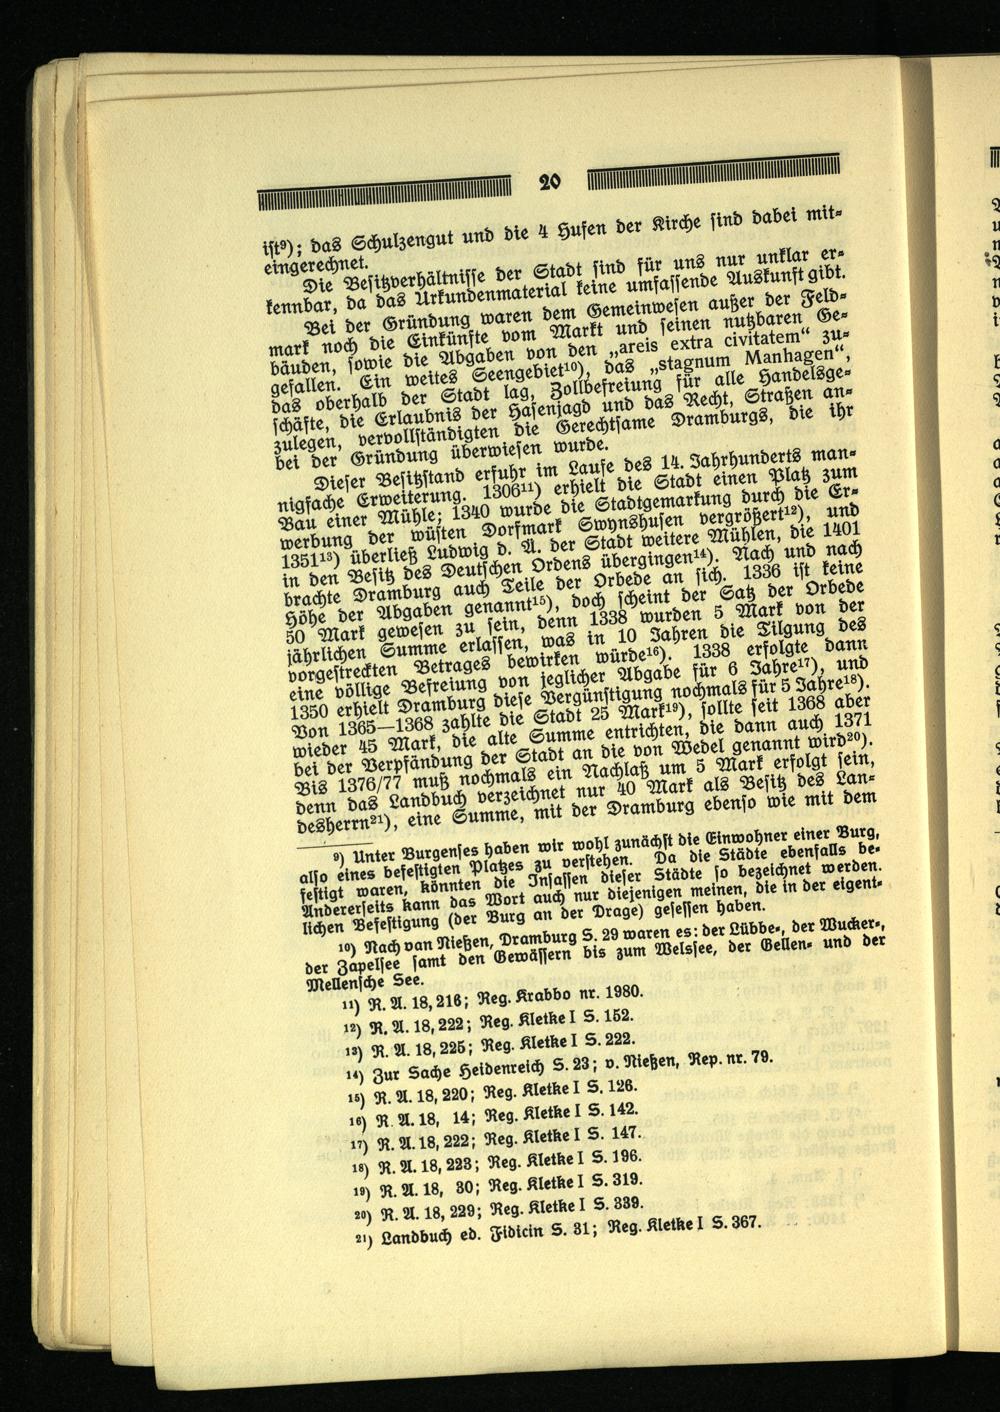 20
ist⁹); das Schulzengut und die 4 Hufen der Kirche sind dabei mit-
eingerechnet.
Die Besitzverhältnisse der Stadt sind für uns nur unklar er-
kennbar, da das Urkundenmaterial keine umfassende Auskunft gibt.
Bei der Gründung waren dem Gemeinwesen außer der Feld-
mark noch die Einkünfte vom Markt und seinen nutzbaren Ge-
bäuden, sowie die Abgaben von den „areis extra civitatem“ zu-
gefallen. Ein weites Seengebiet¹⁰), das „stagnum Manhagen“,
das oberhalb der Stadt lag, Zollbefreiung für alle Handelsge-
schäfte, die Erlaubnis der Hasenjagd und das Recht, Straßen an-
zulegen, vervollständigten die Gerechtsame Dramburgs, die ihr
bei der Gründung überwiesen wurde.
Dieser Besitzstand erfuhr im Laufe des 14. Jahrhunderts man-
nigfache Erweiterung. 1306¹¹) erhielt die Stadt einen Platz zum
Bau einer Mühle; 1340 wurde die Stadtgemarkung durch die Er-
werbung der wüsten Dorfmark Swynshusen vergrößert¹²), und
1351¹³) überließ Ludwig d. Ä. der Stadt weitere Mühlen, die 1401
in den Besitz des Deutschen Ordens übergingen¹⁴). Nach und nach
brachte Dramburg auch Teile der Orbede an sich. 1336 ist keine
Höhe der Abgaben genannt¹⁵), doch scheint der Satz der Orbede
50 Mark gewesen zu sein, denn 1338 wurden 5 Mark von der
jährlichen Summe erlassen, was in 10 Jahren die Tilgung des
vorgestreckten Betrages bewirken würde¹⁶). 1338 erfolgte dann
eine völlige Befreiung von jeglicher Abgabe für 6 Jahre¹⁷), und
1350 erhielt Dramburg diese Vergünstigung nochmals für 5 Jahre¹⁸).
Von 1365—1368 zahlte die Stadt 25 Mark¹⁹), sollte seit 1368 aber
wieder 45 Mark, die alte Summe entrichten, die dann auch 1371
bei der Verpfändung der Stadt an die von Wedel genannt wird²⁰).
Bis 1376/77 muß nochmals ein Nachlaß um 5 Mark erfolgt sein,
denn das Landbuch verzeichnet nur 40 Mark als Besitz des Lan-
desherrn²¹), eine Summe, mit der Dramburg ebenso wie mit dem
⁹) Unter Burgenses haben wir wohl zunächst die Einwohner einer Burg,
also eines befestigten Platzes zu verstehen. Da die Städte ebenfalls be-
festigt waren, könnten die Insassen dieser Städte so bezeichnet werden.
Andererseits kann das Wort auch nur diejenigen meinen, die in der eigent-
lichen Befestigung (der Burg an der Drage) gesessen haben.
¹⁰) Nach van Nießen, Dramburg S. 29 waren es: der Lübbe-, der Wucker-,
der Zapelsee samt den Gewässern bis zum Welssee, der Gellen- und der
Mellensche See.
¹¹) R. A. 18, 216; Reg. Krabbo nr. 1980.
¹²) R. A. 18, 222; Reg. Kletke I S. 152.
¹³) R. A. 18, 225; Reg. Kletke I S. 222.
¹⁴) Zur Sache Heidenreich S. 23; v. Nießen, Rep. nr. 79.
¹⁵) R. A. 18, 220; Reg. Kletke I S. 126.
¹⁶) R. A. 18, 14; Reg. Kletke I S. 142.
¹⁷) R. A. 18, 222; Reg. Kletke I S. 147.
¹⁸) R. A. 18, 223; Reg. Kletke I S. 196.
¹⁹) R. A. 18, 30; Reg. Kletke I S. 319.
²⁰) R. A. 18, 229; Reg. Kletke I S. 339.
²¹) Landbuch ed. Fidicin S. 31; Reg. Kletke I S. 367.